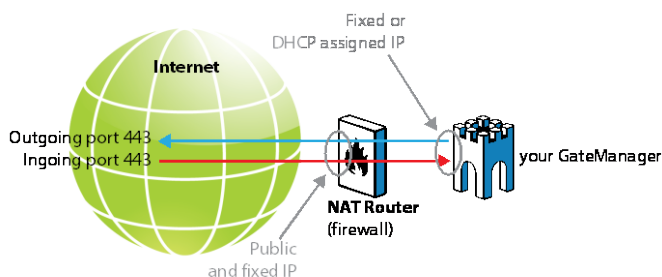 Fixed or
DHCP assigned IP
Internet
Outgoing port 443
Ingoing port 443
your GateManager
NAT Router
(firewall)
Public
and fixed IP